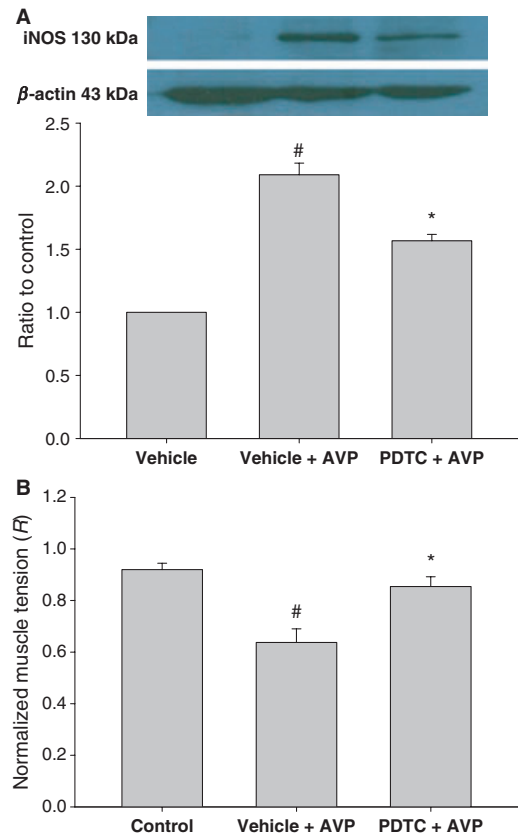 A
iNOS 130 kDa
β-actin 43 kDa
2.5
2.0
1.5
1.0
0.5
0.0
Ratio to control
#
*
Vehicle
Vehicle + AVP
PDTC + AVP
B
1.2
1.0
0.8
0.6
0.4
0.2
0.0
Normalized muscle tension (R)
#
*
Control
Vehicle + AVP
PDTC + AVP